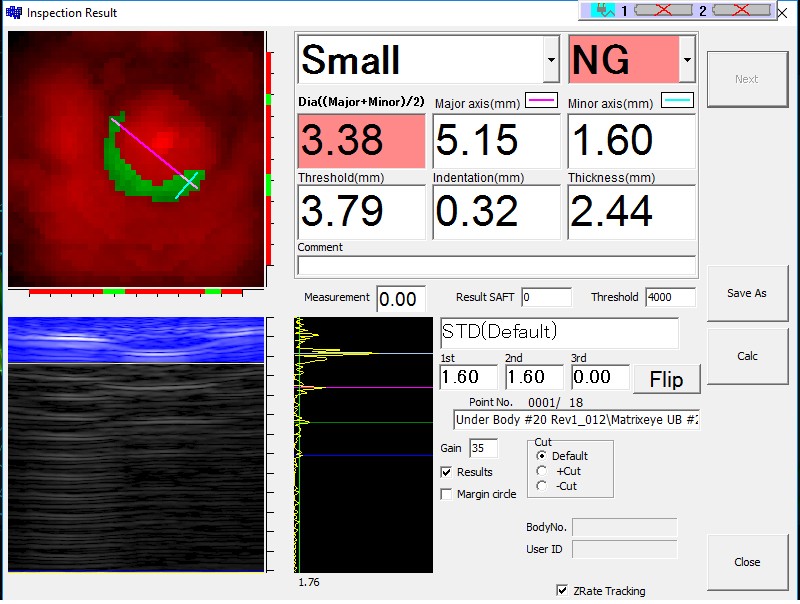 Inspection Result
1 2
Small
NG
Next
Dia((Major+Minor)/2) Major axis(mm) Minor axis(mm)
3.38 5.15 1.60
Threshold(mm) Indentation(mm) Thickness(mm)
3.79 0.32 2.44
Comment
Measurement 0.00 Result SAFT 0 Threshold 4000
Save As
STD(Default)
Calc
1st 2nd 3rd
1.60 1.60 0.00 Flip
Point No. 0001/ 18
Under Body #20 Rev1_012\Matrixeye UB #2
Gain 35
Cut
Default
+Cut
-Cut
Results
Margin circle
BodyNo.
User ID
Close
1.76
ZRate Tracking